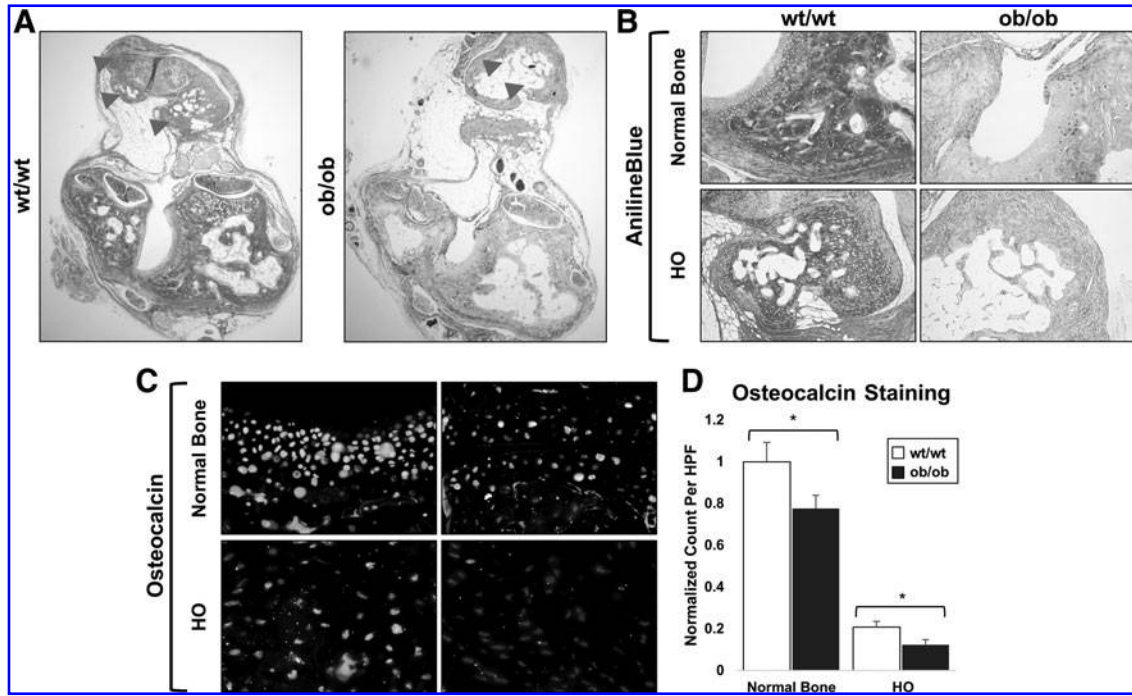 A
wt/wt
ob/ob
B
wt/wt
ob/ob
AnilineBlue
Normal Bone
HO
C
Osteocalcin
Normal Bone
HO
D
Osteocalcin Staining
Normalized Count Per HPF
1.2
1
0.8
0.6
0.4
0.2
0
*
*
wt/wt
ob/ob
Normal Bone
HO